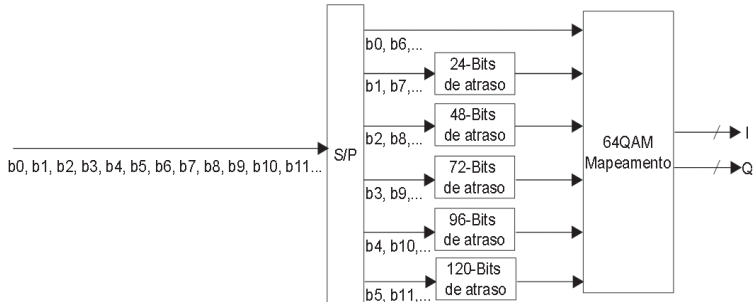 b0, b6,...
24-Bits
de atraso
b1, b7,...
48-Bits
de atraso
b2, b8,...
64QAM
Mapeamento
I
Q
S/P
b0, b1, b2, b3, b4, b5, b6, b7, b8, b9, b10, b11...
72-Bits
de atraso
b3, b9,...
96-Bits
de atraso
b4, b10,...
120-Bits
de atraso
b5, b11,...